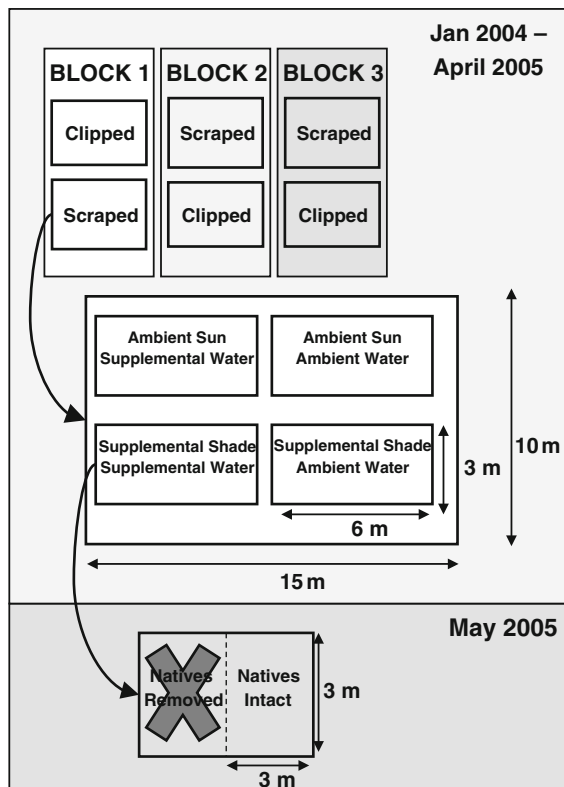 Jan 2004 –
April 2005
BLOCK 1
BLOCK 2
BLOCK 3
Clipped
Scraped
Scraped
Scraped
Clipped
Clipped
Ambient Sun
Supplemental Water
Ambient Sun
Ambient Water
Supplemental Shade
Supplemental Water
Supplemental Shade
Ambient Water
3 m
6 m
10 m
15 m
May 2005
Natives
Removed
Natives
Intact
3 m
3 m